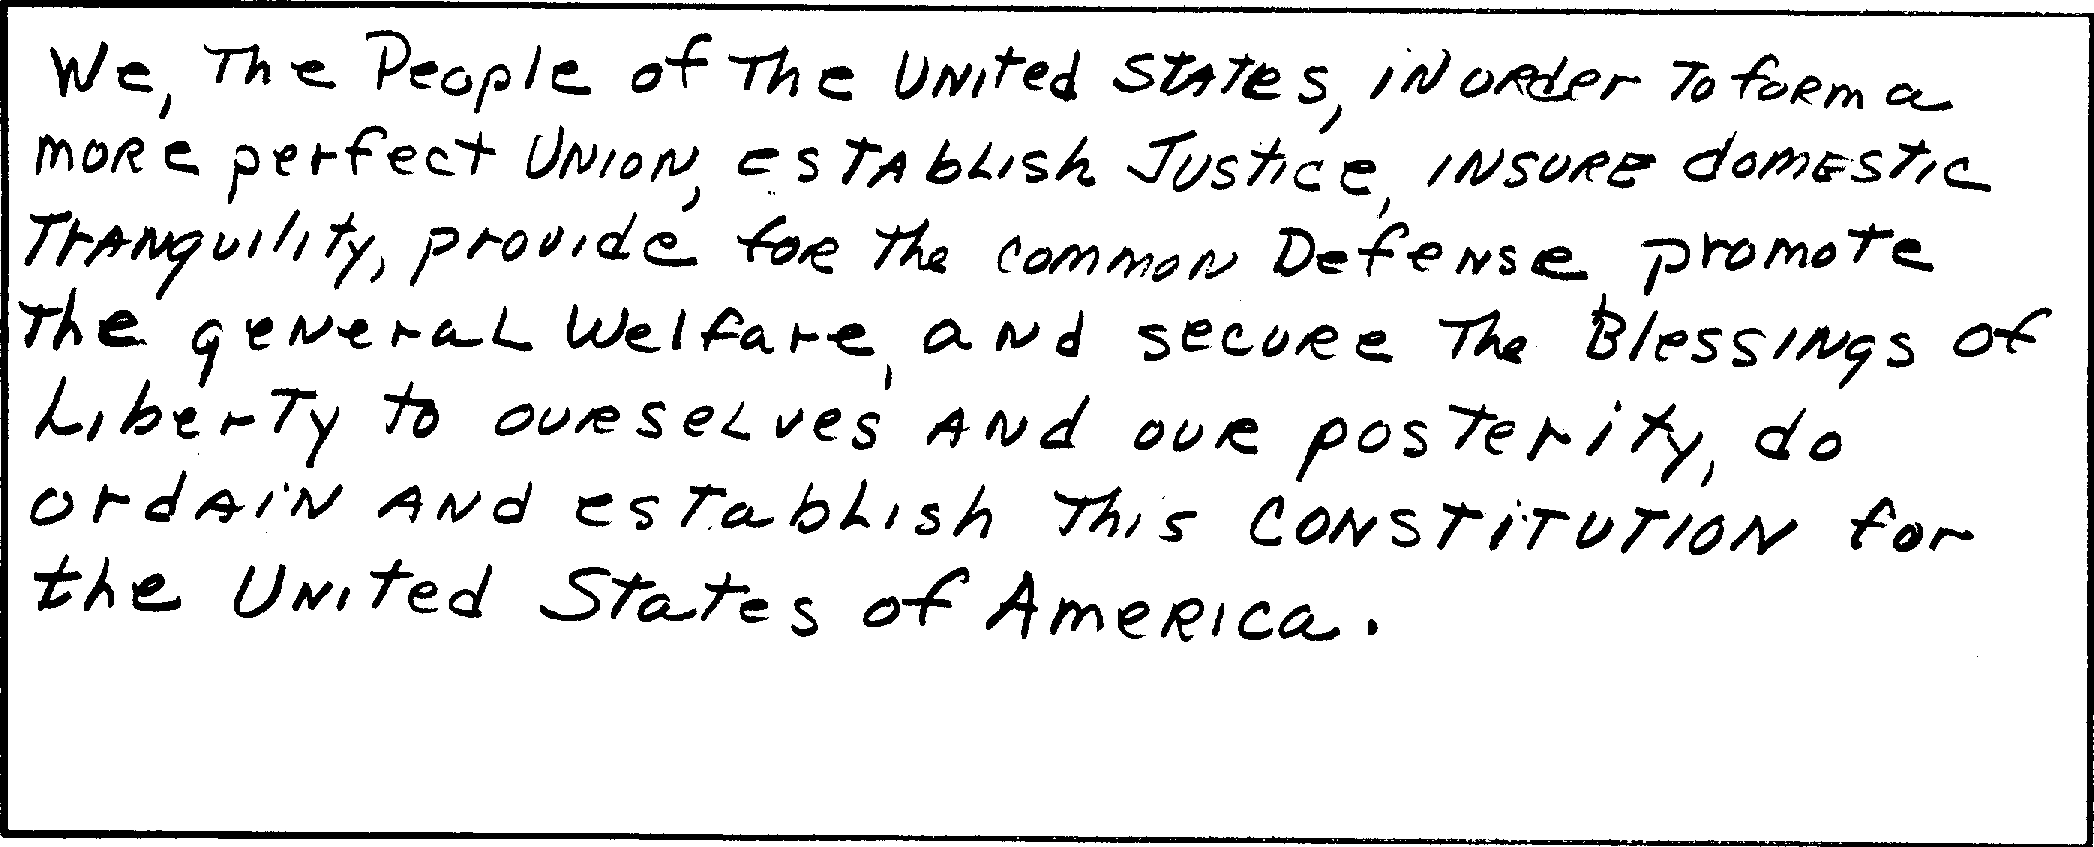 We, The People of The United States, in order To form a
more perfect Union, establish Justice, insure domestic
Tranquility, provide for The common Defense, promote
The general Welfare, and secure The Blessings of
Liberty to ourselves and our posterity, do
ordain and establish This CONSTITUTION for
the United States of America.